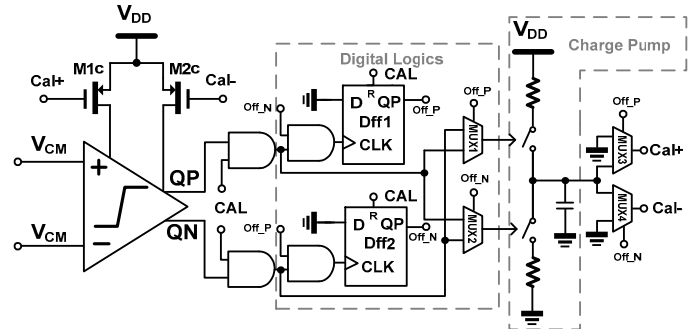 VDD
M1c
M2c
Cal+
Cal-
VCM
+
QP
CAL
VCM
−
QN
Digital Logics
Off_N
CAL
D
R
QP
Off_P
Dff1
CLK
Off_P
MUX1
Off_P
CAL
D
R
QP
Off_N
Dff2
CLK
Off_N
MUX2
VDD
Charge Pump
Off_P
MUX3
Cal+
MUX4
Cal-
Off_N